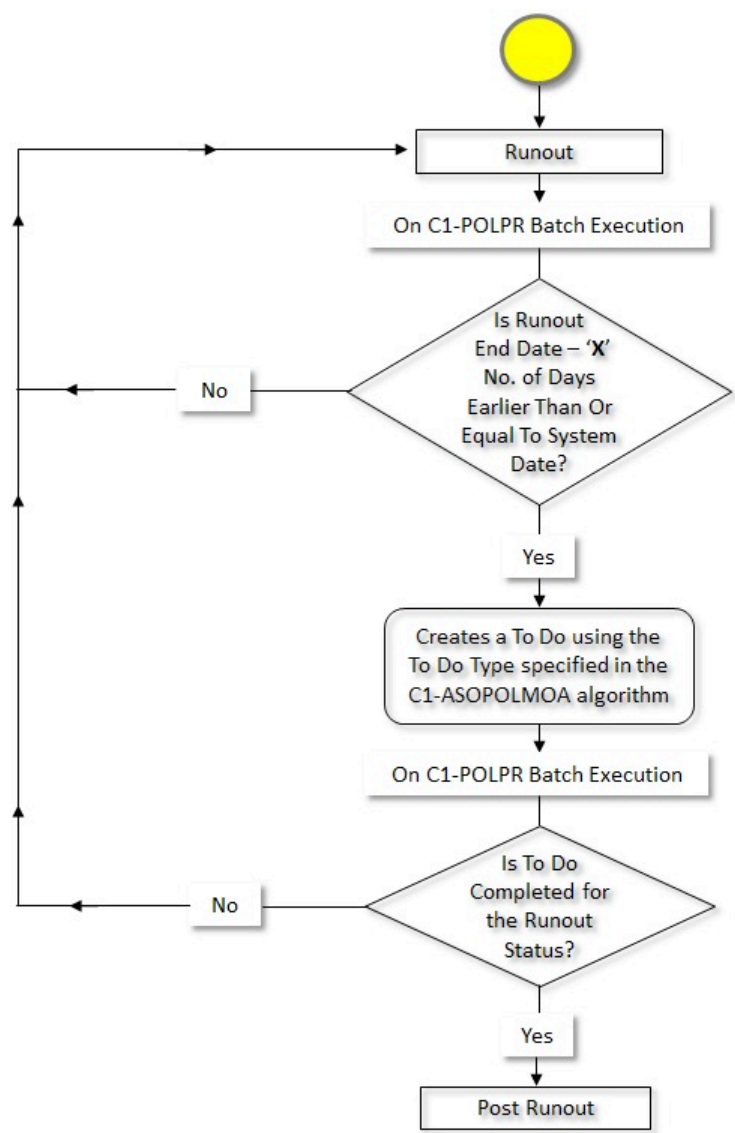 Runout
On C1-POLPR Batch Execution
Is Runout
End Date – ‘X’
No. of Days
Earlier Than Or
Equal To System
Date?
No
Yes
Creates a To Do using the
To Do Type specified in the
C1-ASOPOLMOA algorithm
On C1-POLPR Batch Execution
Is To Do
Completed for
the Runout
Status?
No
Yes
Post Runout